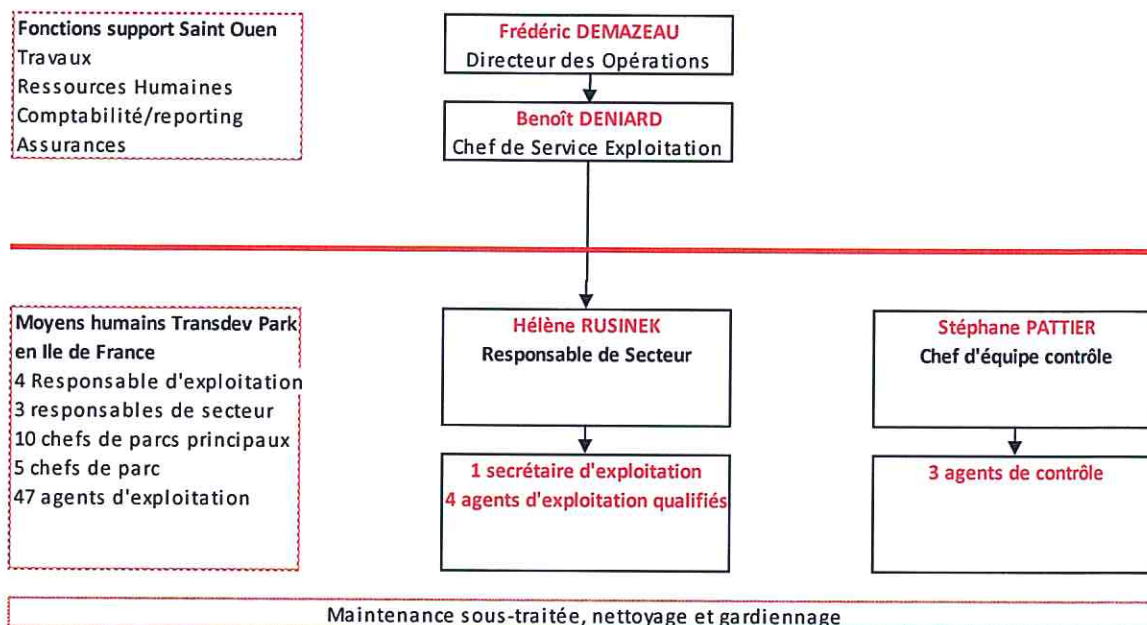 Fonctions support Saint Ouen
Travaux
Ressources Humaines
Comptabilité/reporting
Assurances
Frédéric DEMAZEAU
Directeur des Opérations
Benoît DENIARD
Chef de Service Exploitation
Moyens humains Transdev Park
en Ile de France
4 Responsable d'exploitation
3 responsables de secteur
10 chefs de parcs principaux
5 chefs de parc
47 agents d'exploitation
Hélène RUSINEK
Responsable de Secteur
1 secrétaire d'exploitation
4 agents d'exploitation qualifiés
Stéphane PATTIER
Chef d'équipe contrôle
3 agents de contrôle
Maintenance sous-traitée, nettoyage et gardiennage